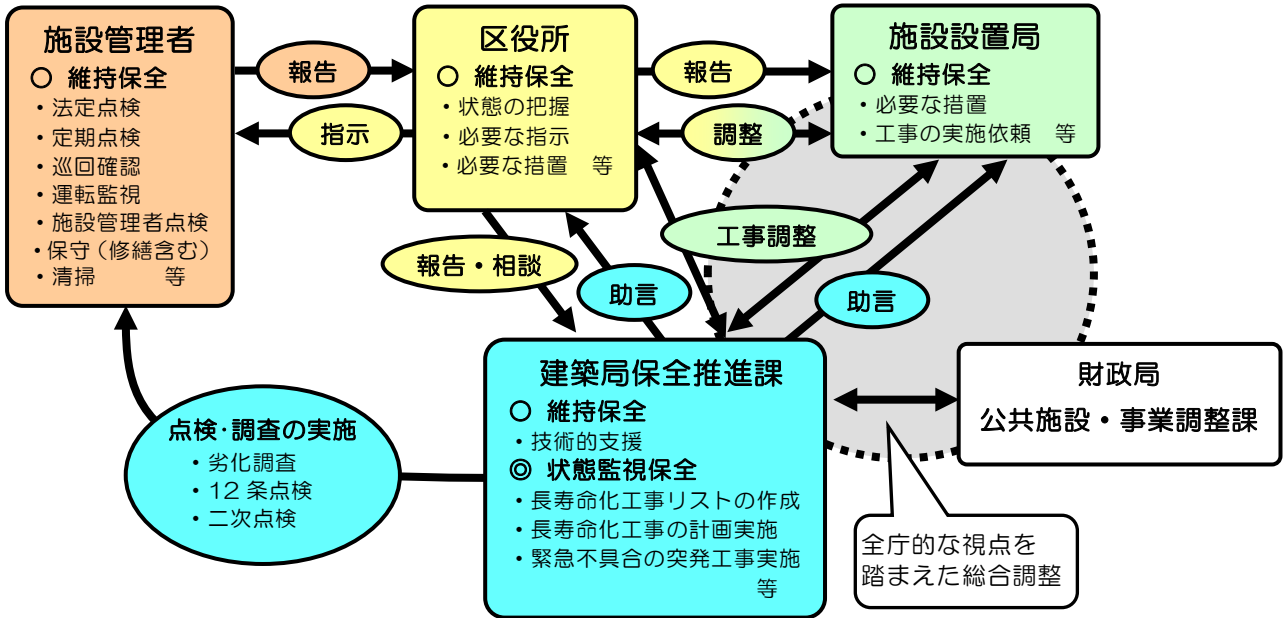 施設管理者
○ 維持保全
・法定点検
・定期点検
・巡回確認
・運転監視
・施設管理者点検
・保守（修繕含む）
・清掃　　　等
報告
指示
区役所
○ 維持保全
・状態の把握
・必要な指示
・必要な措置　等
報告
調整
施設設置局
○ 維持保全
・必要な措置
・工事の実施依頼　等
報告・相談
助言
工事調整
助言
点検・調査の実施
・劣化調査
・12条点検
・二次点検
建築局保全推進課
○ 維持保全
・技術的支援
◎ 状態監視保全
・長寿命化工事リストの作成
・長寿命化工事の計画実施
・緊急不具合の突発工事実施
等
財政局
公共施設・事業調整課
全庁的な視点を
踏まえた総合調整